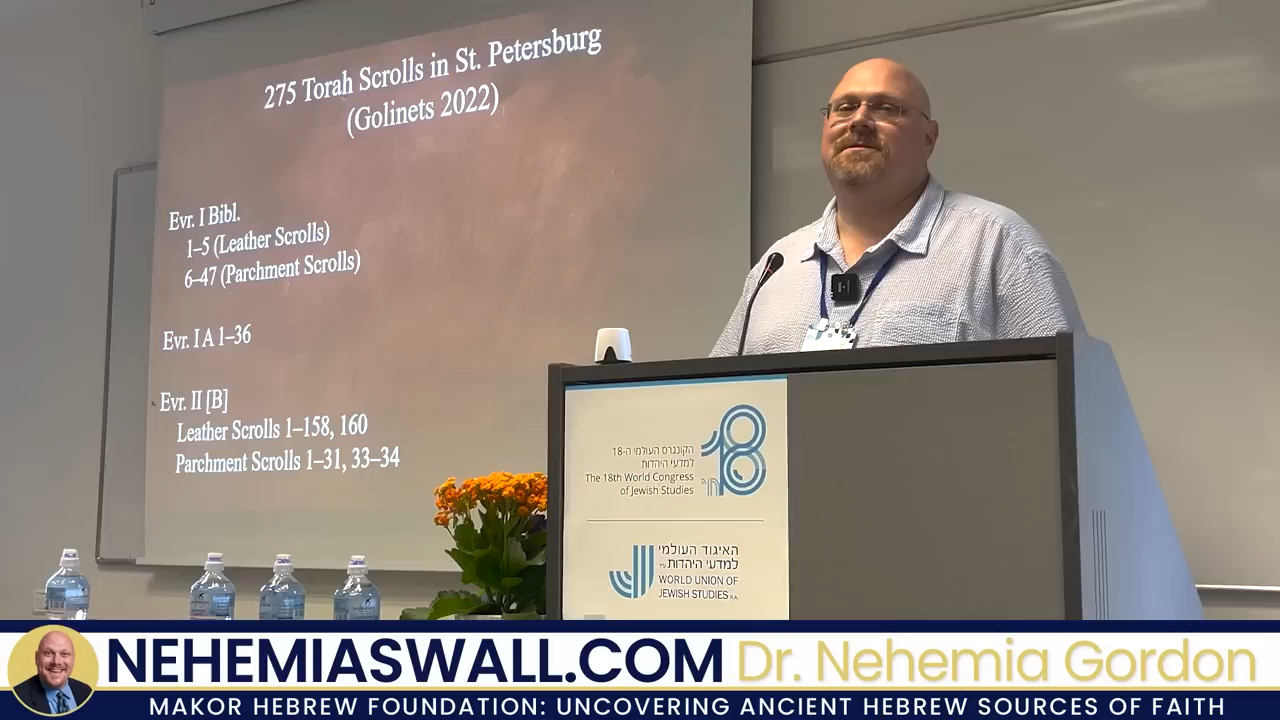 275 Torah Scrolls in St. Petersburg
(Golinets 2022)
Evr. I Bibl.
1–5 (Leather Scrolls)
6–47 (Parchment Scrolls)
Evr. I A 1–36
Evr. II [B]
Leather Scrolls 1–158, 160
Parchment Scrolls 1–31, 33–34
הקונגרס העולמי ה-18
למדעי היהדות
The 18th World Congress
of Jewish Studies
18
האיגוד העולמי
למדעי היהדות
WORLD UNION OF
JEWISH STUDIES
NEHEMIASWALL.COM Dr. Nehemia Gordon
MAKOR HEBREW FOUNDATION: UNCOVERING ANCIENT HEBREW SOURCES OF FAITH